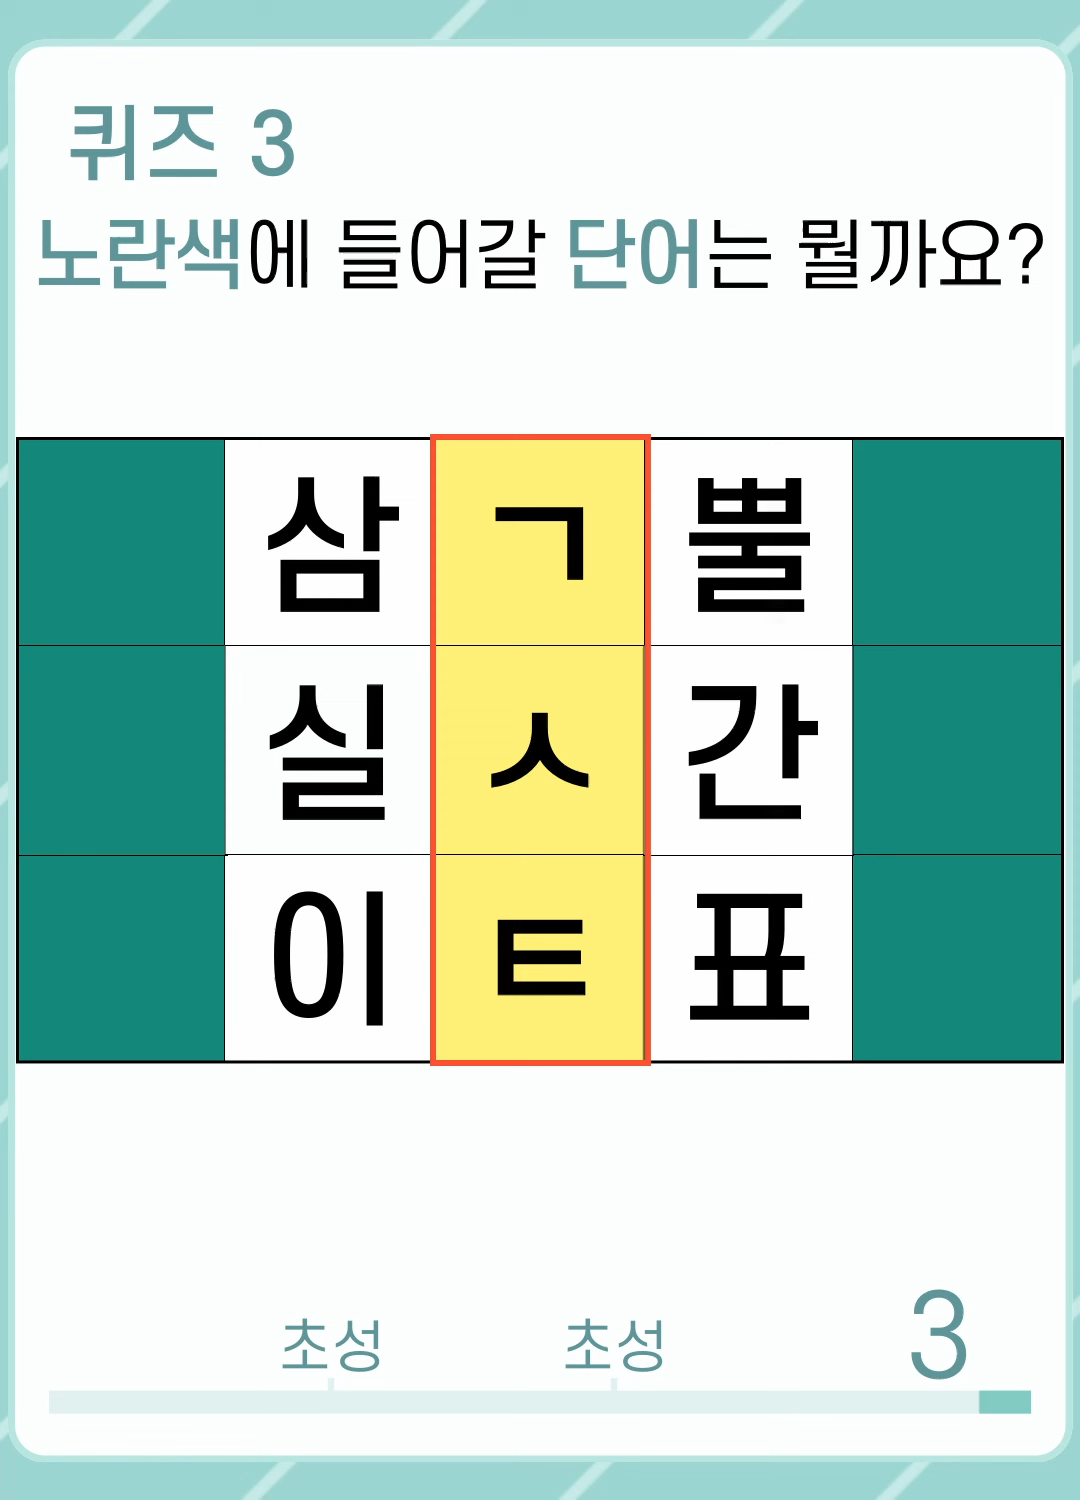 퀴즈 3
노란색에 들어갈 단어는 뭘까요?
삼 ㄱ 뿔
실 ㅅ 간
이 ㅌ 표
초성 초성 3